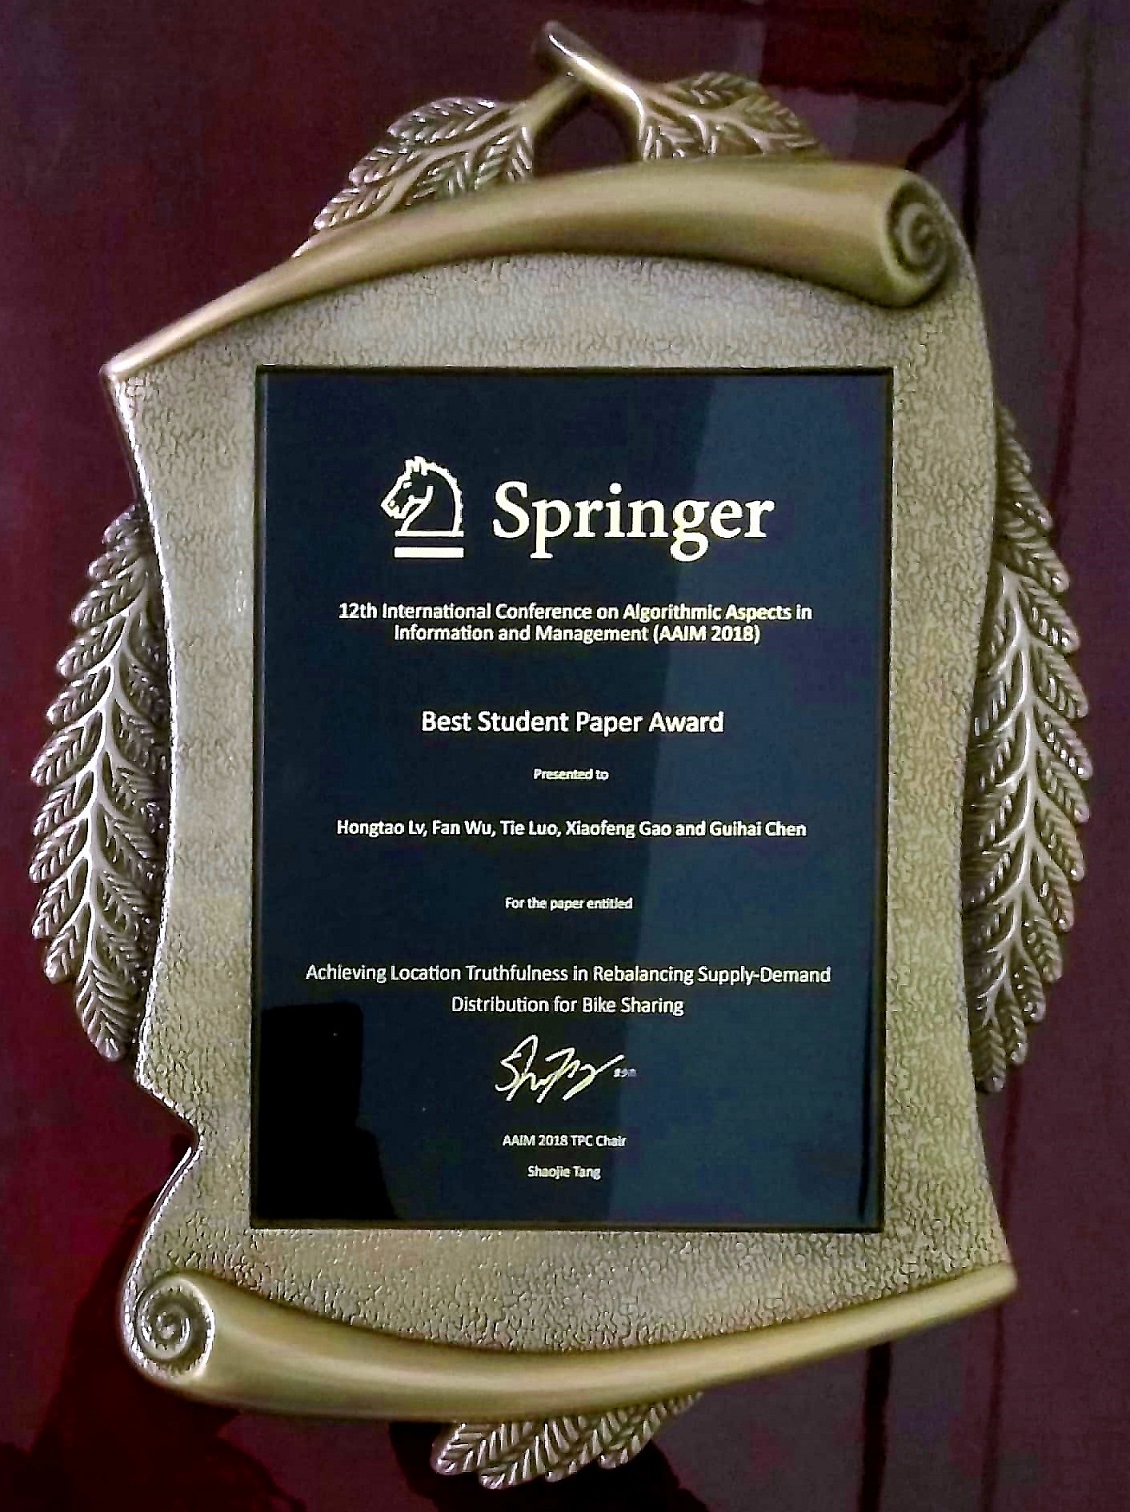 Springer
12th International Conference on Algorithmic Aspects in
Information and Management (AAIM 2018)
Best Student Paper Award
Presented to
Hongtao Lv, Fan Wu, Tie Luo, Xiaofeng Gao and Guihai Chen
For the paper entitled
Achieving Location Truthfulness in Rebalancing Supply-Demand
Distribution for Bike Sharing
AAIM 2018 TPC Chair
Shaojie Tang